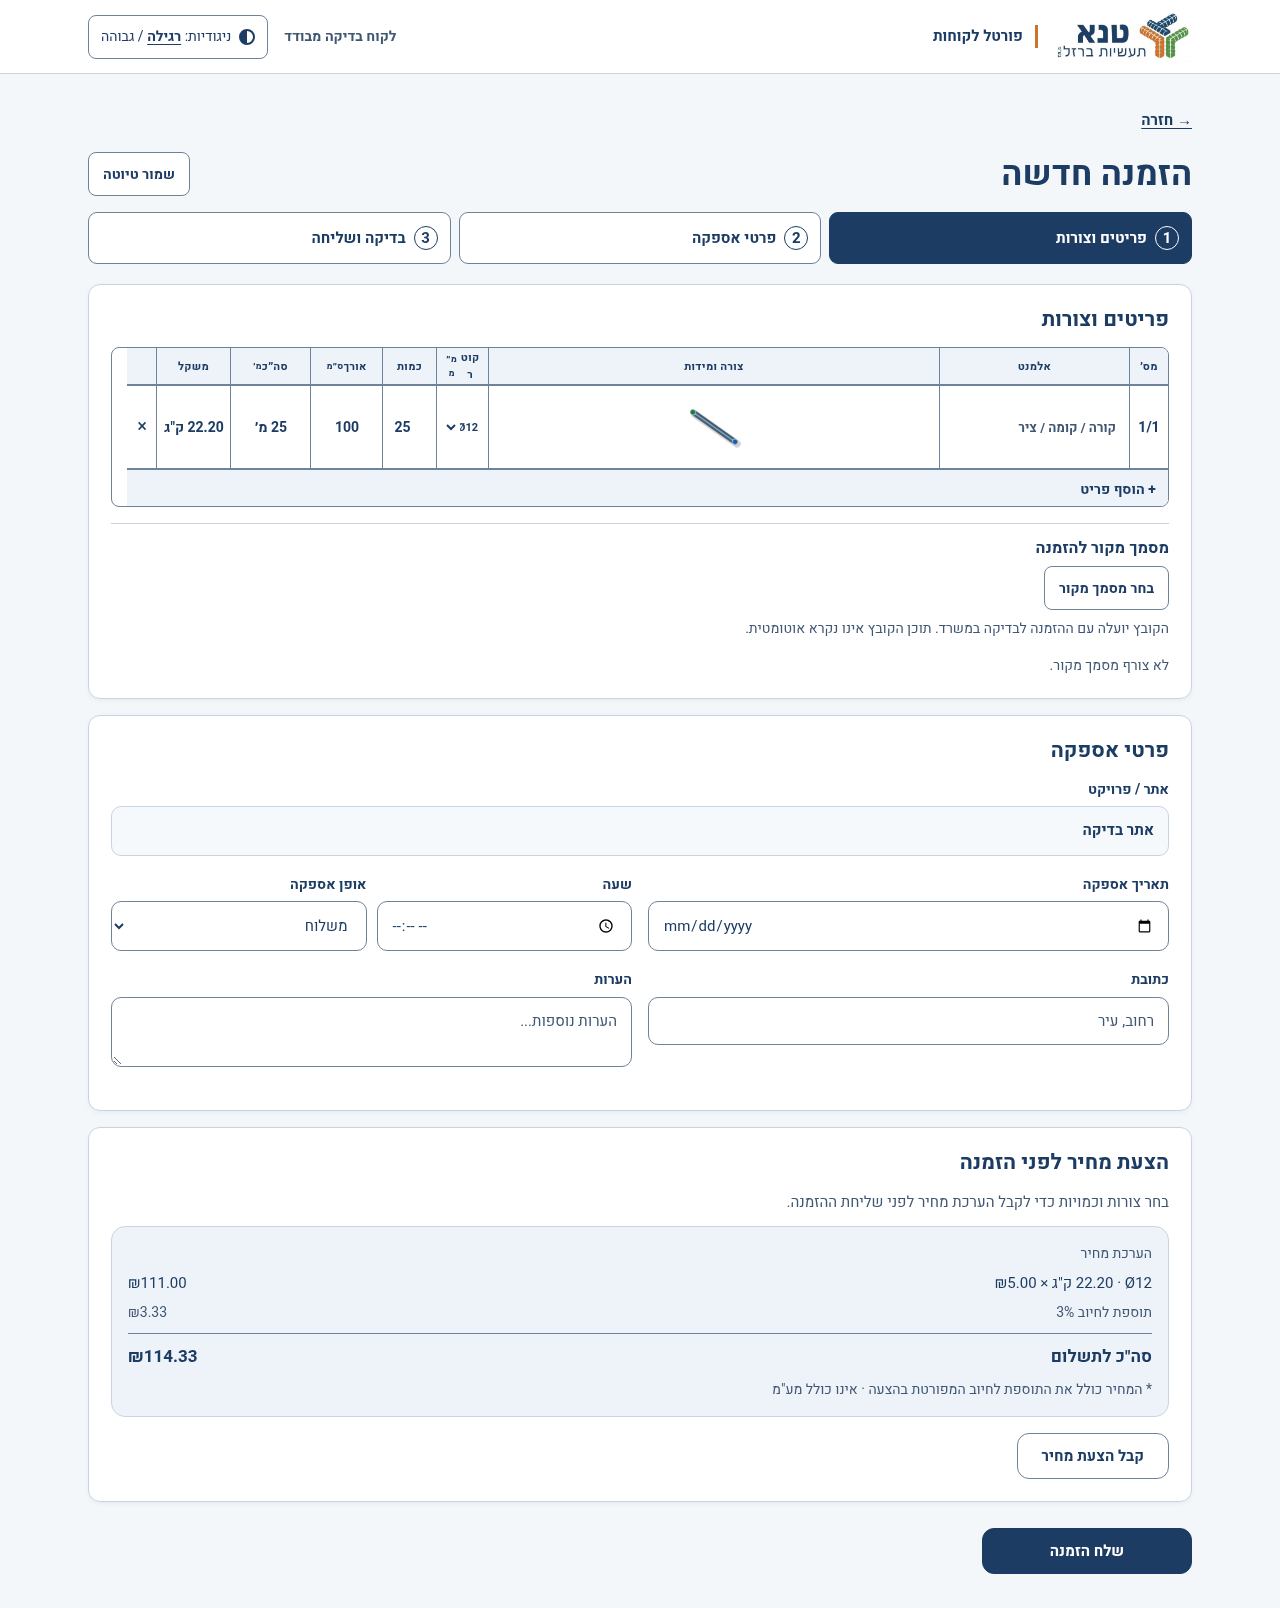 טנא
תעשיות ברזל
פורטל לקוחות
לקוח בדיקה מבודד
ניגודיות: רגילה / גבוהה
→ חזרה
הזמנה חדשה
שמור טיוטה
1 פריטים וצורות
2 פרטי אספקה
3 בדיקה ושליחה
פריטים וצורות
מס׳ אלמנט צורה ומידות קוטר מ״מ כמות אורך ס״מ סה״כ מ׳ משקל
1/1 קורה / קומה / ציר Ø12 25 100 25 מ׳ 22.20 ק"ג ×
+ הוסף פריט
מסמך מקור להזמנה
בחר מסמך מקור
הקובץ יועלה עם ההזמנה לבדיקה במשרד. תוכן הקובץ אינו נקרא אוטומטית.
לא צורף מסמך מקור.
פרטי אספקה
אתר / פרויקט
אתר בדיקה
תאריך אספקה שעה אופן אספקה
mm/dd/yyyy --:-- -- משלוח
כתובת הערות
רחוב, עיר הערות נוספות...
הצעת מחיר לפני הזמנה
בחר צורות וכמויות כדי לקבל הערכת מחיר לפני שליחת ההזמנה.
הערכת מחיר
Ø12 · 22.20 ק"ג × ₪5.00 ₪111.00
תוספת לחיוב 3% ₪3.33
סה"כ לתשלום ₪114.33
* המחיר כולל את התוספת לחיוב המפורטת בהצעה · אינו כולל מע"מ
קבל הצעת מחיר
שלח הזמנה